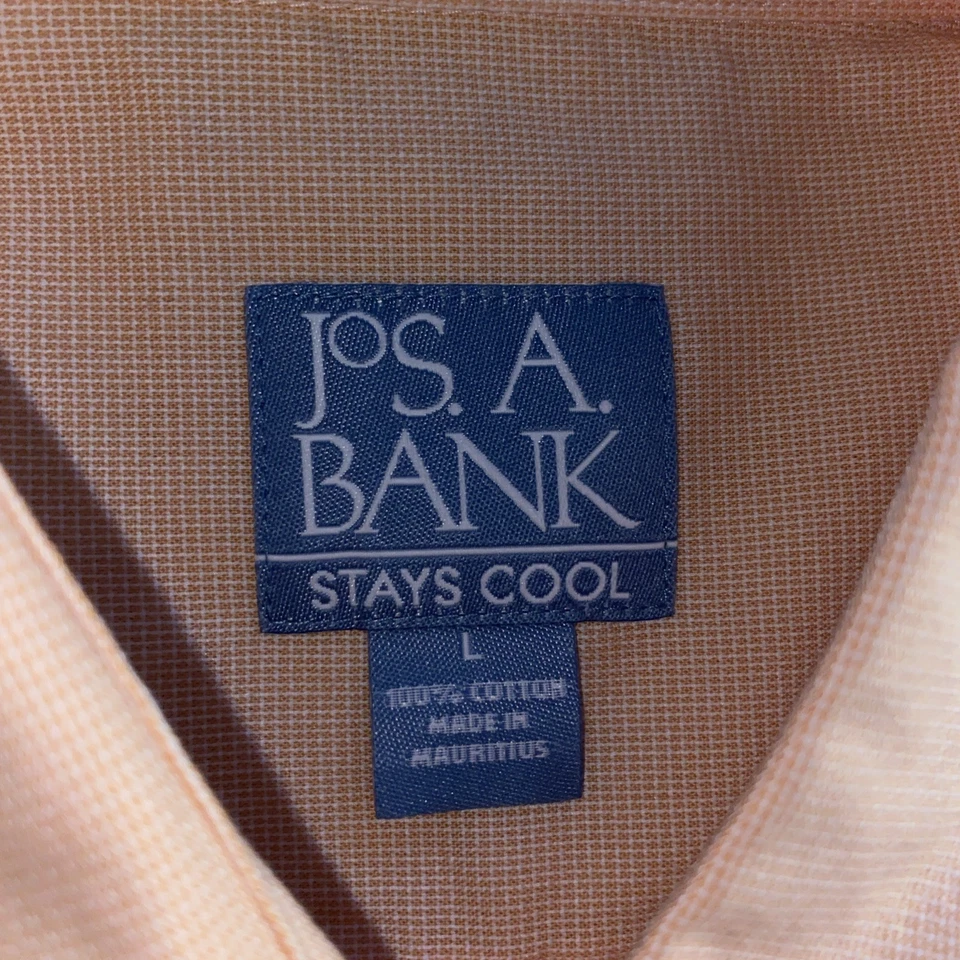 JOS. A.
BANK
STAYS COOL
L
100% COTTON
MADE IN
MAURITIUS